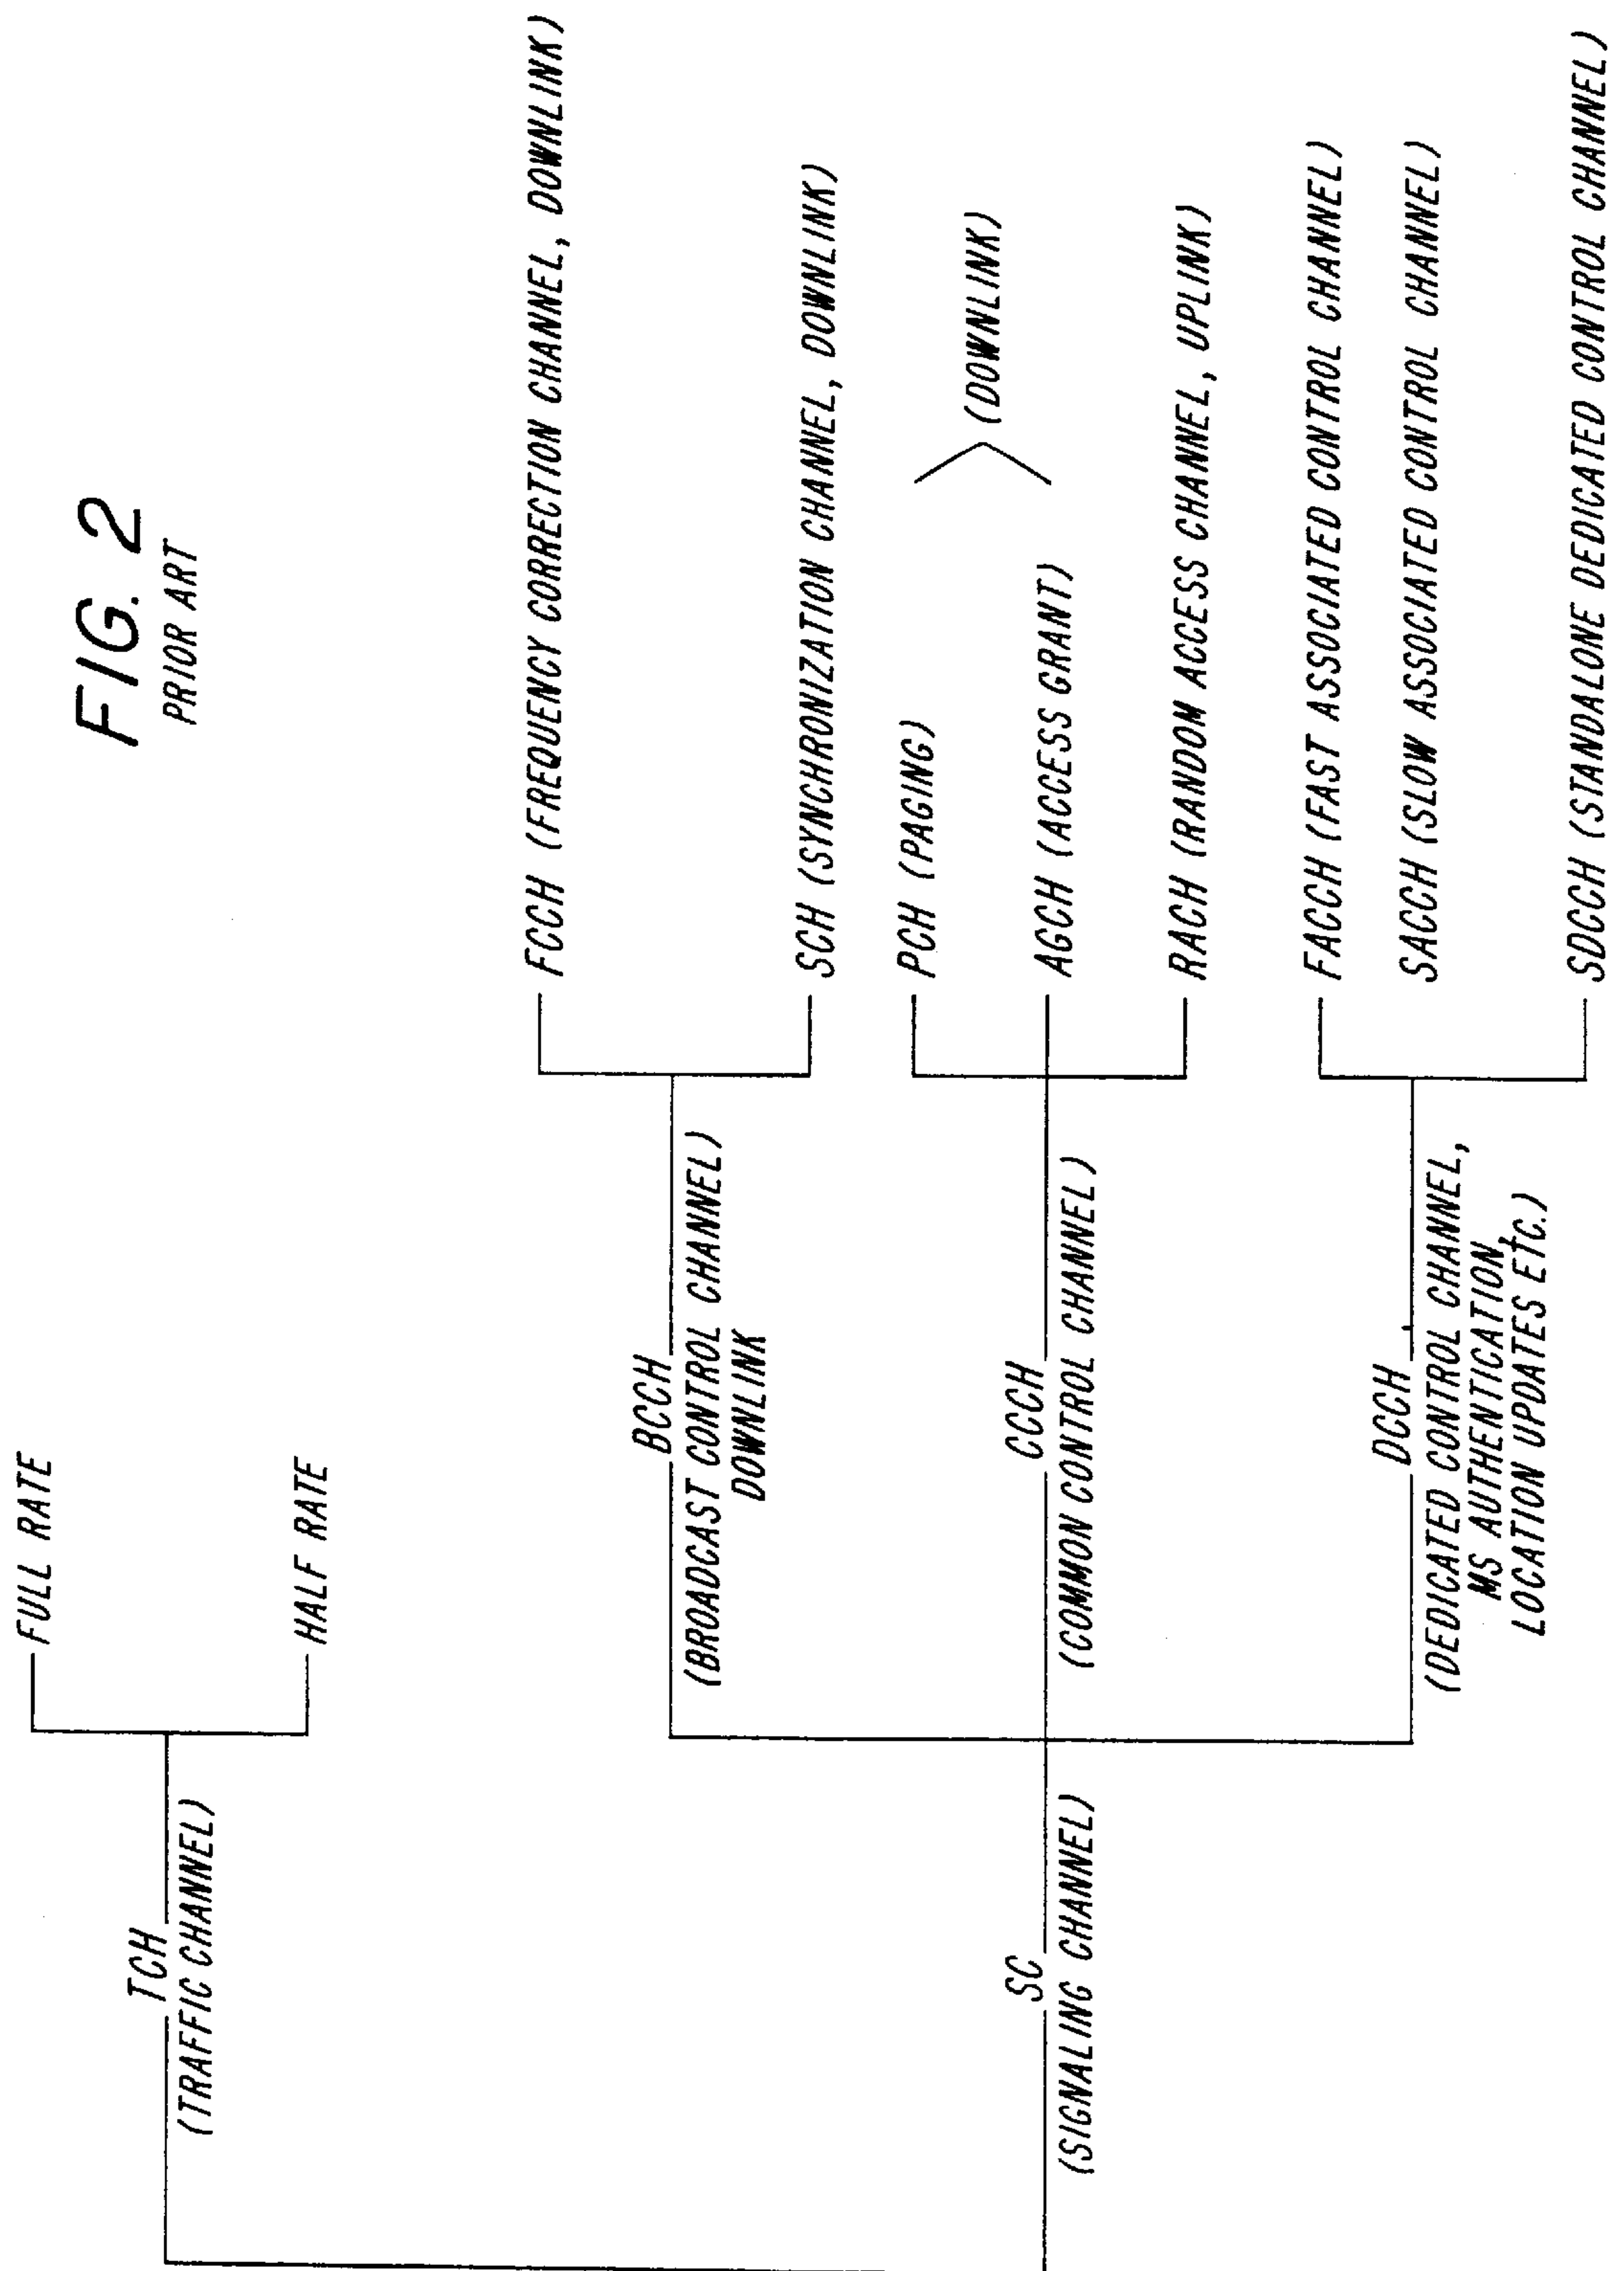 FIG. 2
PRIOR ART
FULL RATE
TCH
(TRAFFIC CHANNEL)
HALF RATE
FCCH (FREQUENCY CORRECTION CHANNEL, DOWNLINK)
BCCH
(BROADCAST CONTROL CHANNEL)
DOWNLINK
SCH (SYNCHRONIZATION CHANNEL, DOWNLINK)
PCH (PAGING)
(DOWNLINK)
SC
(SIGNALING CHANNEL)
CCCH
(COMMON CONTROL CHANNEL)
AGCH (ACCESS GRANT)
RACH (RANDOM ACCESS CHANNEL, UPLINK)
FACCH (FAST ASSOCIATED CONTROL CHANNEL)
DCCH
(DEDICATED CONTROL CHANNEL,
MS AUTHENTICATION,
LOCATION UPDATES ETC.)
SACCH (SLOW ASSOCIATED CONTROL CHANNEL)
SDCCH (STANDALONE DEDICATED CONTROL CHANNEL)